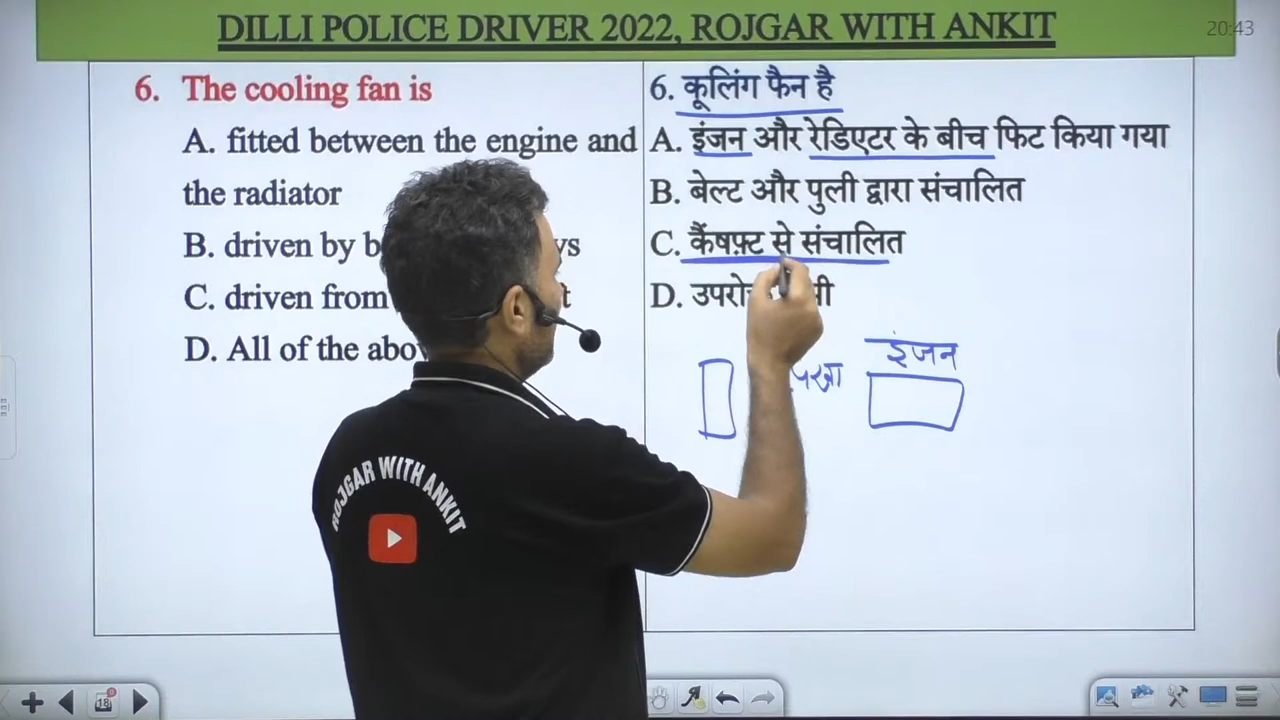 DILLI POLICE DRIVER 2022, ROJGAR WITH ANKIT
20:43
6. The cooling fan is
A. fitted between the engine and
the radiator
B. driven by
C. driven from
D. All of the
6. कूलिंग फैन है
A. इंजन और रेडिएटर के बीच फिट किया गया
B. बेल्ट और पुली द्वारा संचालित
C. कैंषफ़्ट से संचालित
D.
इंजन
ROJGAR WITH ANKIT
18